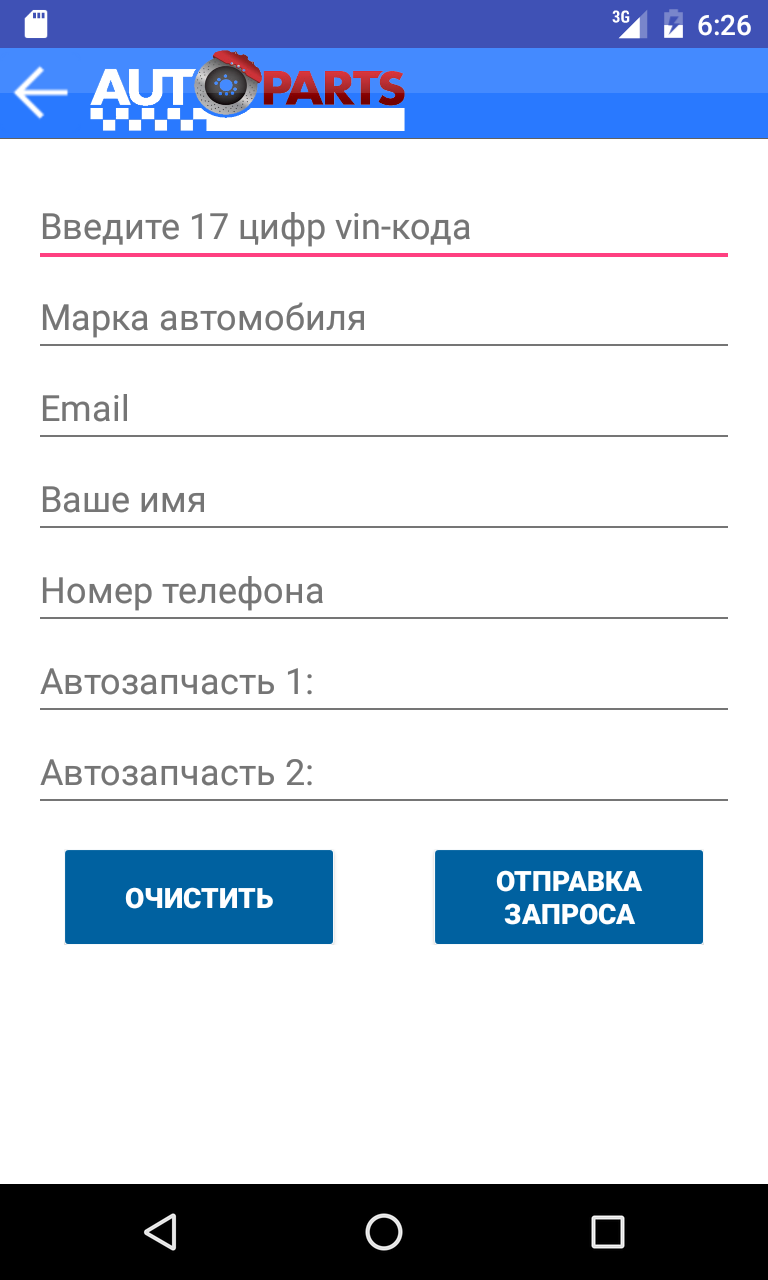 3G 6:26
AUTO PARTS
Введите 17 цифр vin-кода
Марка автомобиля
Email
Ваше имя
Номер телефона
Автозапчасть 1:
Автозапчасть 2:
ОЧИСТИТЬ
ОТПРАВКА
ЗАПРОСА